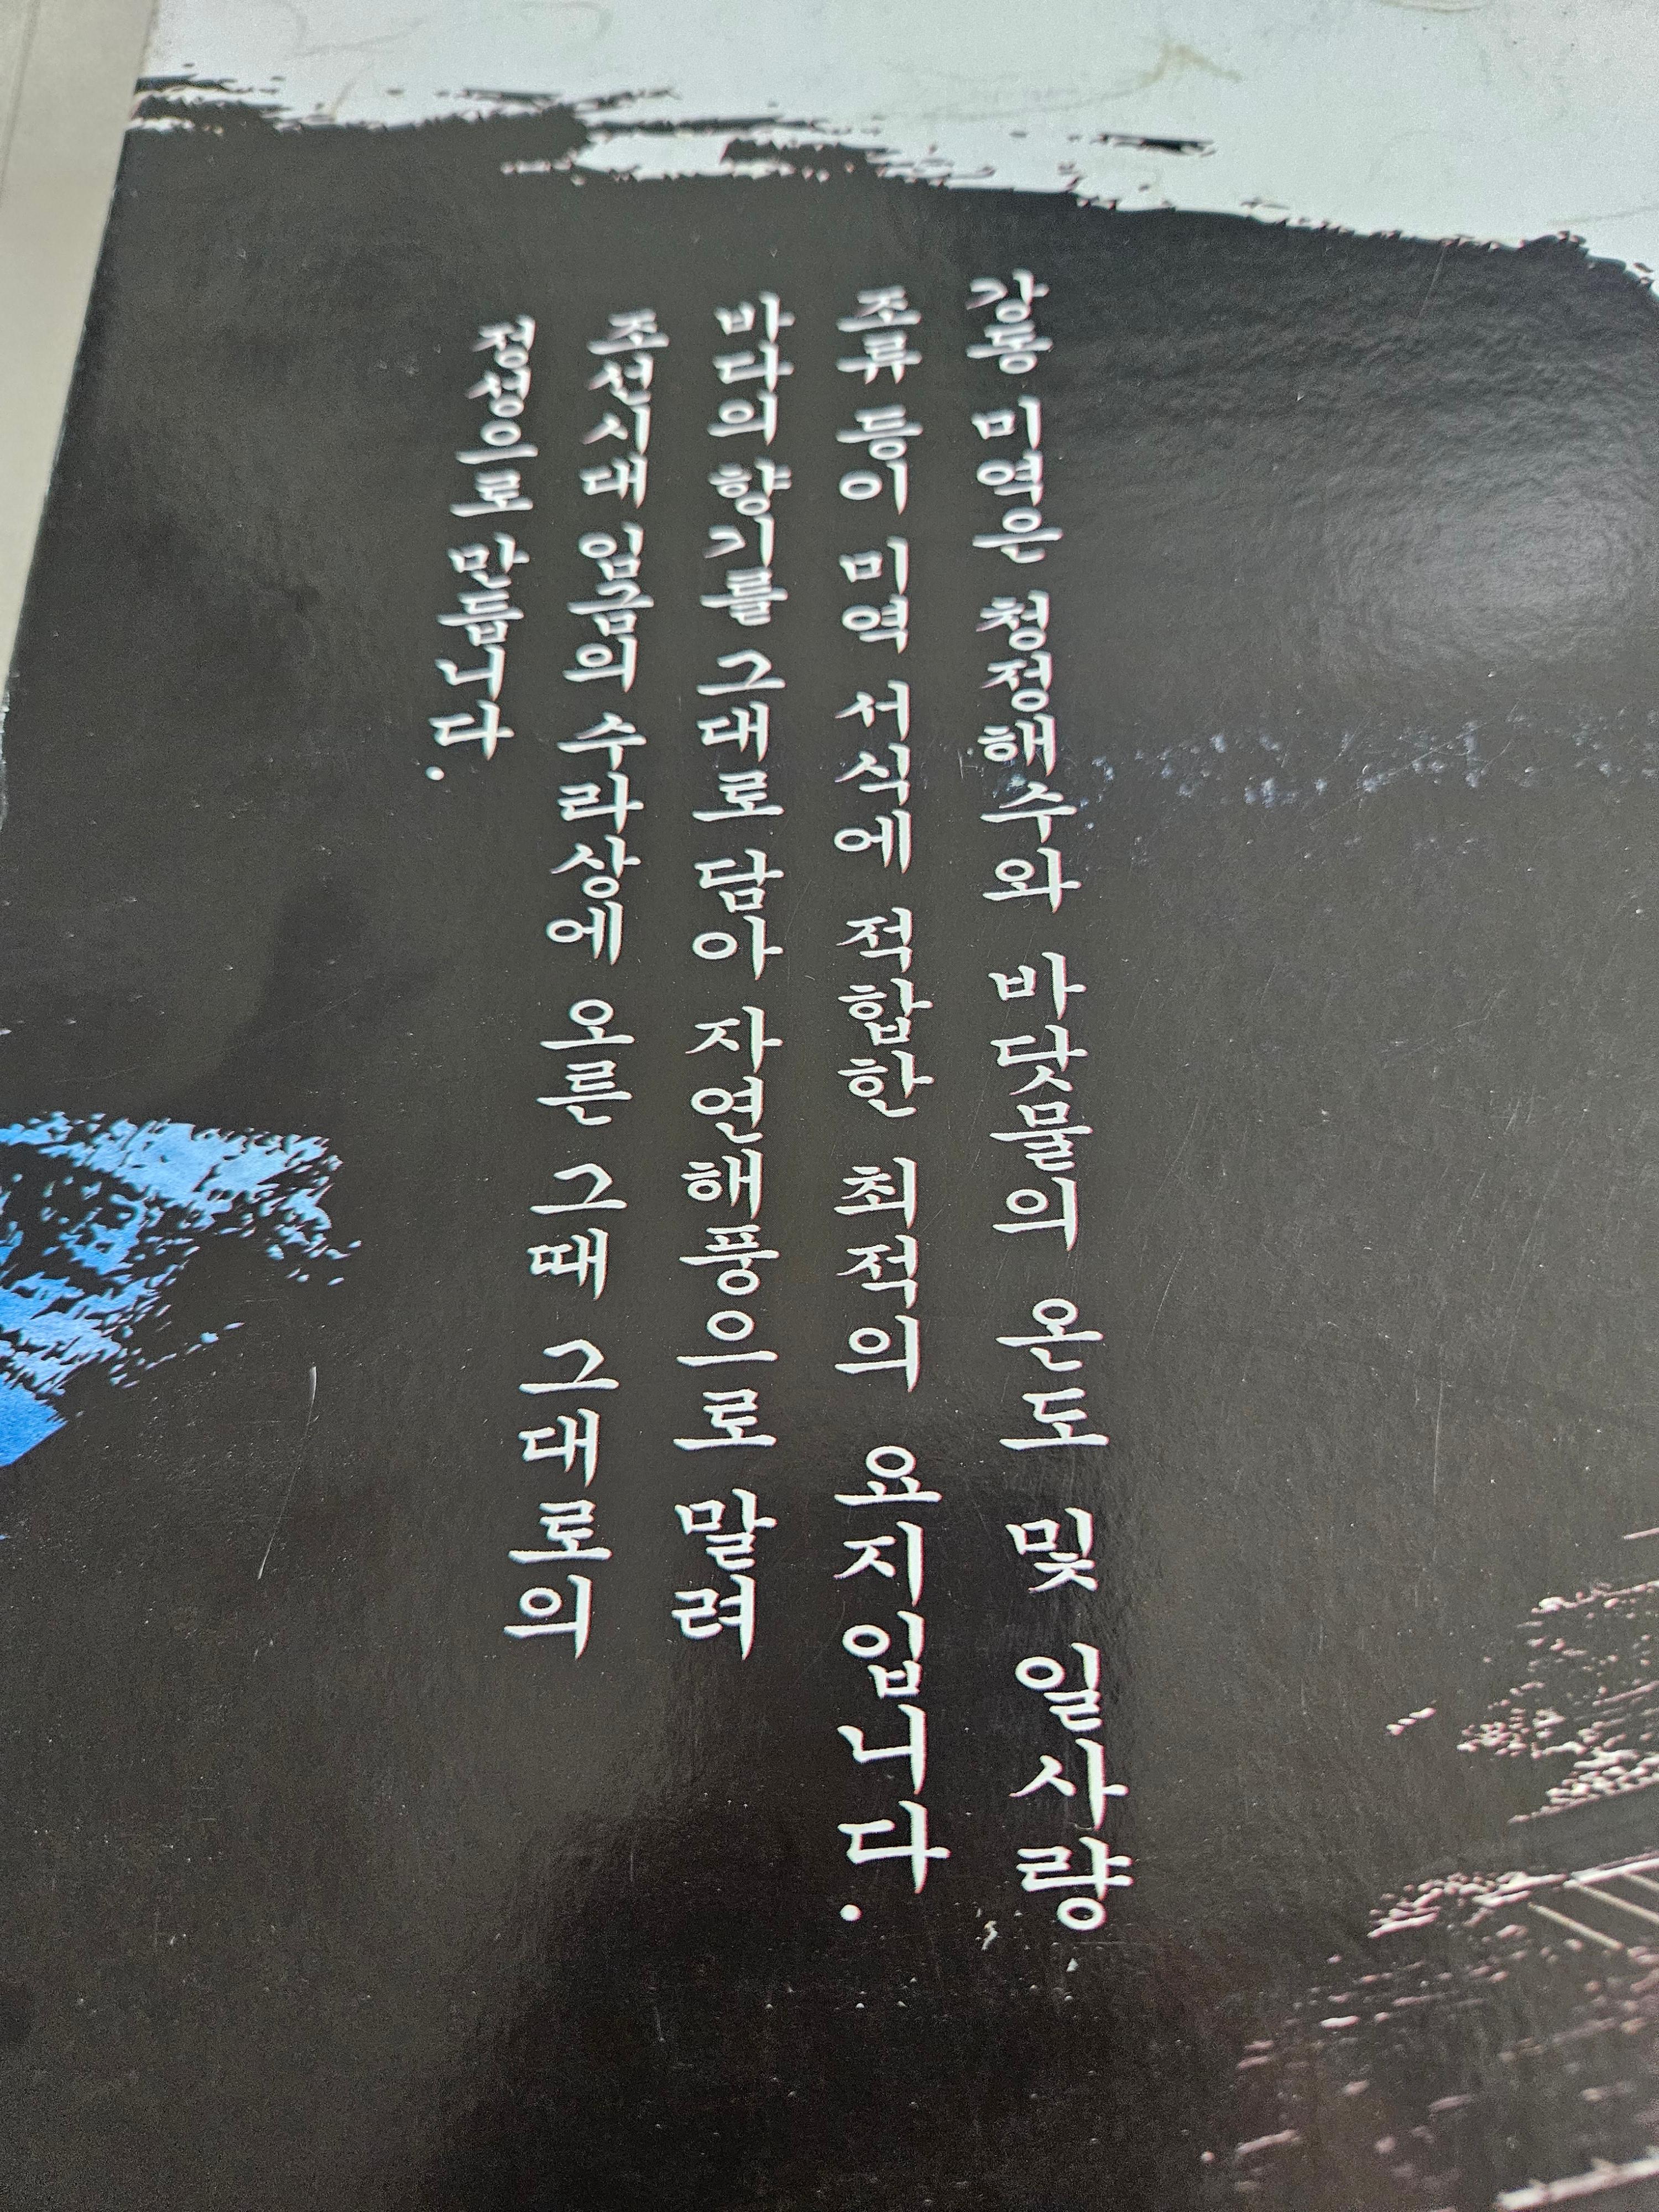 강동 미역은 청정해수와 바닷물의 온도 및 일사량
조류 등이 미역 서식에 적합한 최적의 요지입니다.
바다의 향기를 그대로 담아 자연해풍으로 말려
조선시대 임금의 수라상에 오른 그때 그대로의
정성으로 만듭니다.